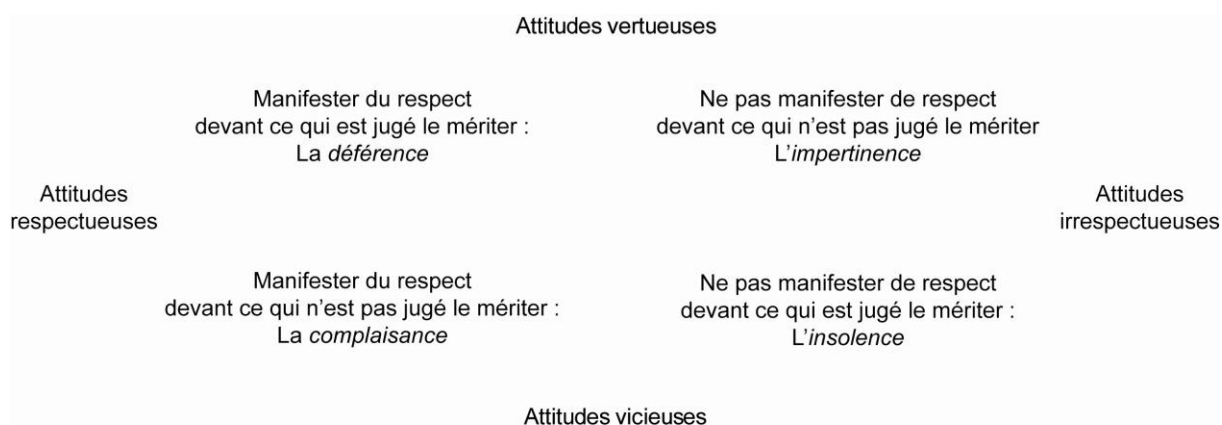 Attitudes vertueuses
Manifester du respect
devant ce qui est jugé le mériter :
La déférence
Ne pas manifester de respect
devant ce qui n’est pas jugé le mériter
L’impertinence
Attitudes
respectueuses
Attitudes
irrespectueuses
Manifester du respect
devant ce qui n’est pas jugé le mériter :
La complaisance
Ne pas manifester de respect
devant ce qui est jugé le mériter :
L’insolence
Attitudes vicieuses